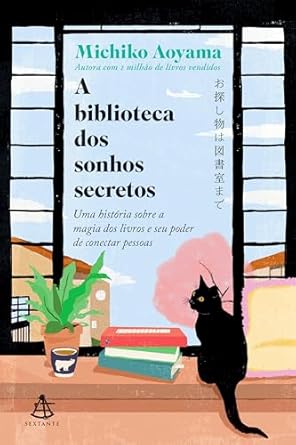 Michiko Aoyama
Autora com 1 milhão de livros vendidos
A
biblioteca
dos
sonhos
secretos
お探し物は図書室まで
Uma história sobre a
magia dos livros e seu poder
de conectar pessoas
SEXTANTE